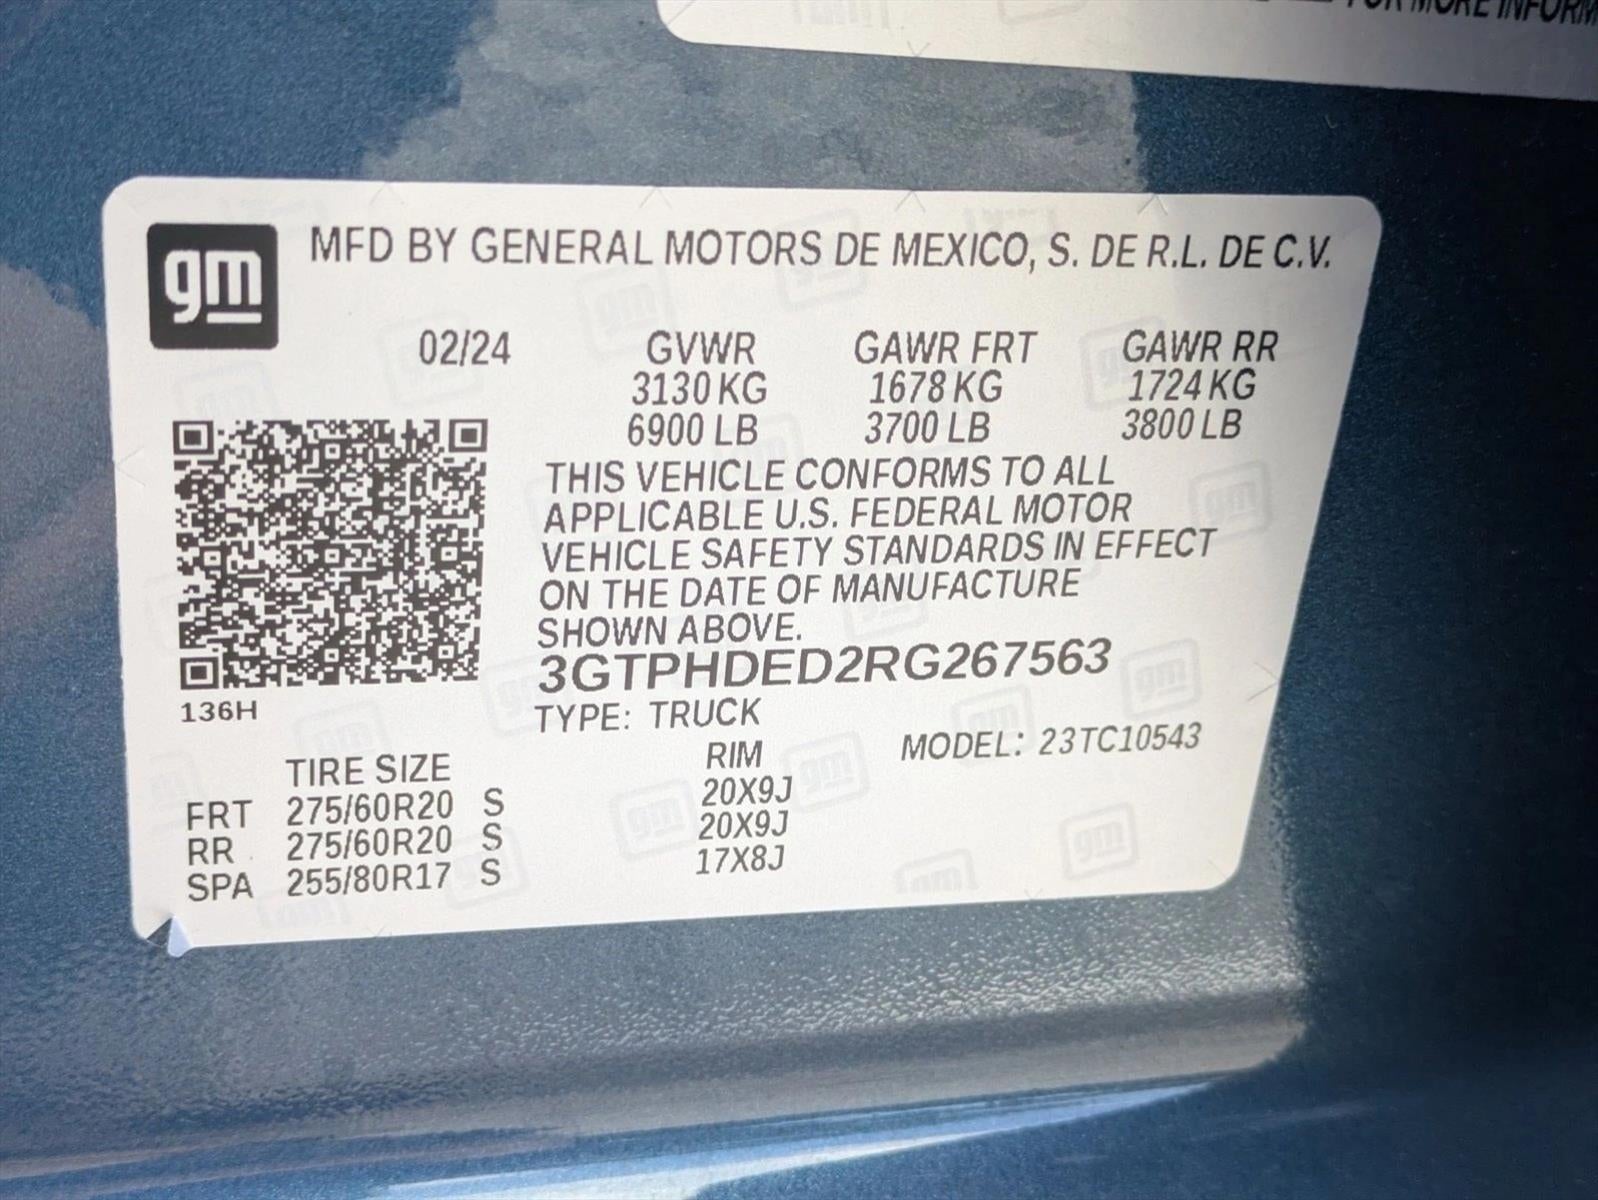 FOR MORE INFORM
gm
MFD BY GENERAL MOTORS DE MEXICO, S. DE R.L. DE C.V.
02/24 GVWR GAWR FRT GAWR RR
3130 KG 1678 KG 1724 KG
6900 LB 3700 LB 3800 LB
THIS VEHICLE CONFORMS TO ALL
APPLICABLE U.S. FEDERAL MOTOR
VEHICLE SAFETY STANDARDS IN EFFECT
ON THE DATE OF MANUFACTURE
SHOWN ABOVE.
3GTPHDED2RG267563
136H
TYPE: TRUCK
MODEL: 23TC10543
TIRE SIZE RIM
FRT 275/60R20 S 20X9J
RR 275/60R20 S 20X9J
SPA 255/80R17 S 17X8J